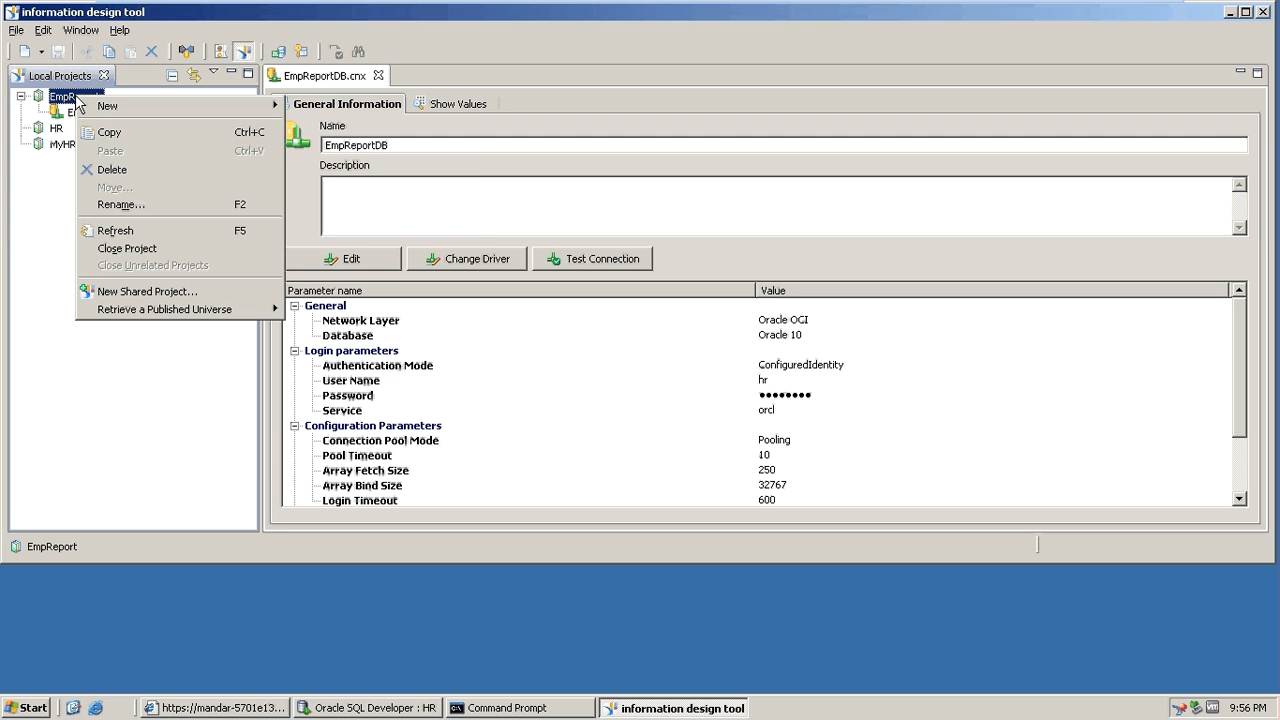 information design tool
File Edit Window Help
Local Projects
EmpReportDB.cnx
New
HR
Copy Ctrl+C
Paste Ctrl+V
Delete
Move...
Rename... F2
Refresh F5
Close Project
Close Unrelated Projects
New Shared Project...
Retrieve a Published Universe
General Information Show Values
Name
EmpReportDB
Description
Edit Change Driver Test Connection
Parameter name Value
General
Network Layer Oracle OCI
Database Oracle 10
Login parameters
Authentication Mode ConfiguredIdentity
User Name hr
Password ••••••••
Service orcl
Configuration Parameters
Connection Pool Mode Pooling
Pool Timeout 10
Array Fetch Size 250
Array Bind Size 32767
Login Timeout 600
EmpReport
Start https://mandar-5701e13... Oracle SQL Developer : HR Command Prompt information design tool 9:56 PM